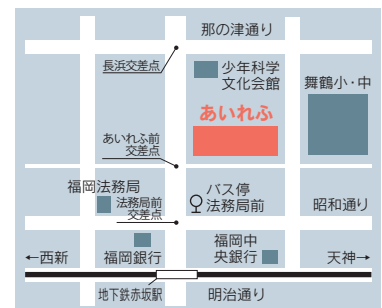 那の津通り
長浜交差点
少年科学
文化会館
舞鶴小・中
あいれふ
あいれふ前
交差点
福岡法務局
法務局前
交差点
バス停
法務局前
昭和通り
←西新
福岡銀行
福岡中
央銀行
天神→
地下鉄赤坂駅
明治通り